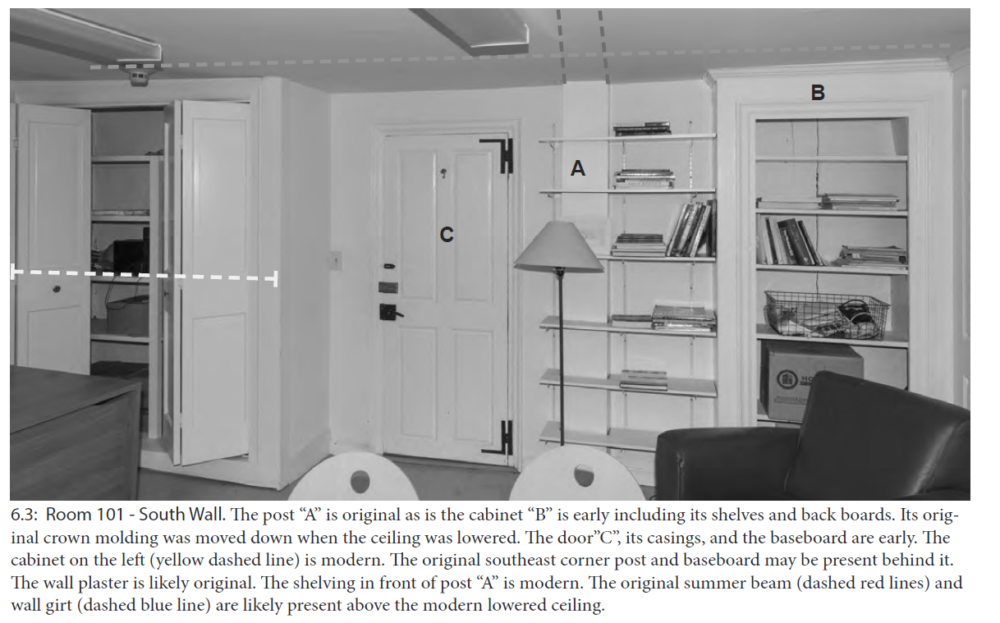 A
B
C
HO
6.3: Room 101 - South Wall. The post “A” is original as is the cabinet “B” is early including its shelves and back boards. Its orig-
inal crown molding was moved down when the ceiling was lowered. The door”C”, its casings, and the baseboard are early. The
cabinet on the left (yellow dashed line) is modern. The original southeast corner post and baseboard may be present behind it.
The wall plaster is likely original. The shelving in front of post “A” is modern. The original summer beam (dashed red lines) and
wall girt (dashed blue line) are likely present above the modern lowered ceiling.